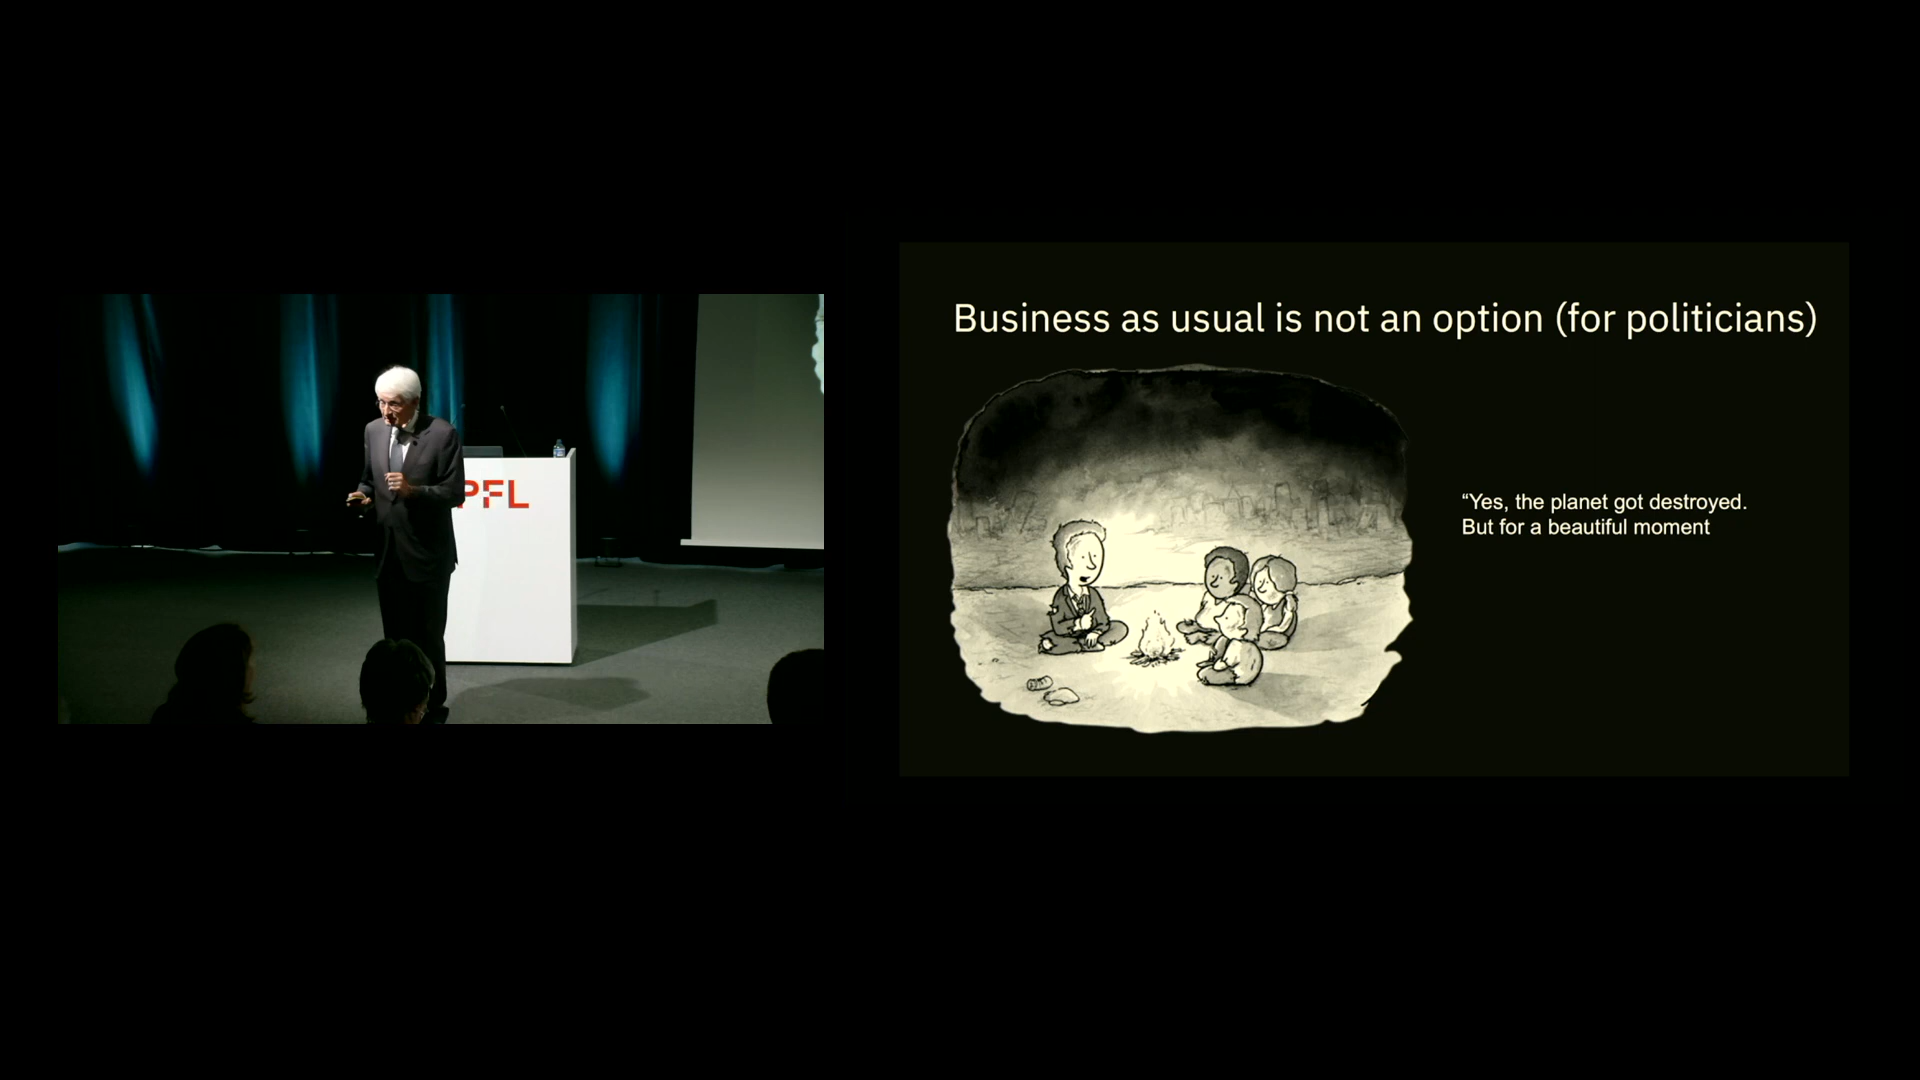 PFL
Business as usual is not an option (for politicians)
“Yes, the planet got destroyed.
But for a beautiful moment